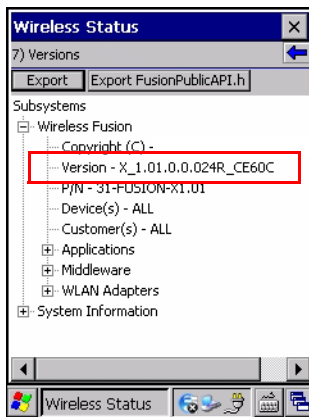 Wireless Status
7) Versions
Export Export FusionPublicAPI.h
Subsystems
Wireless Fusion
Copyright (C) -
Version - X_1.01.0.0.024R_CE60C
P/N - 31-FUSION-X1.01
Device(s) - ALL
Customer(s) - ALL
Applications
Middleware
WLAN Adapters
System Information
Wireless Status